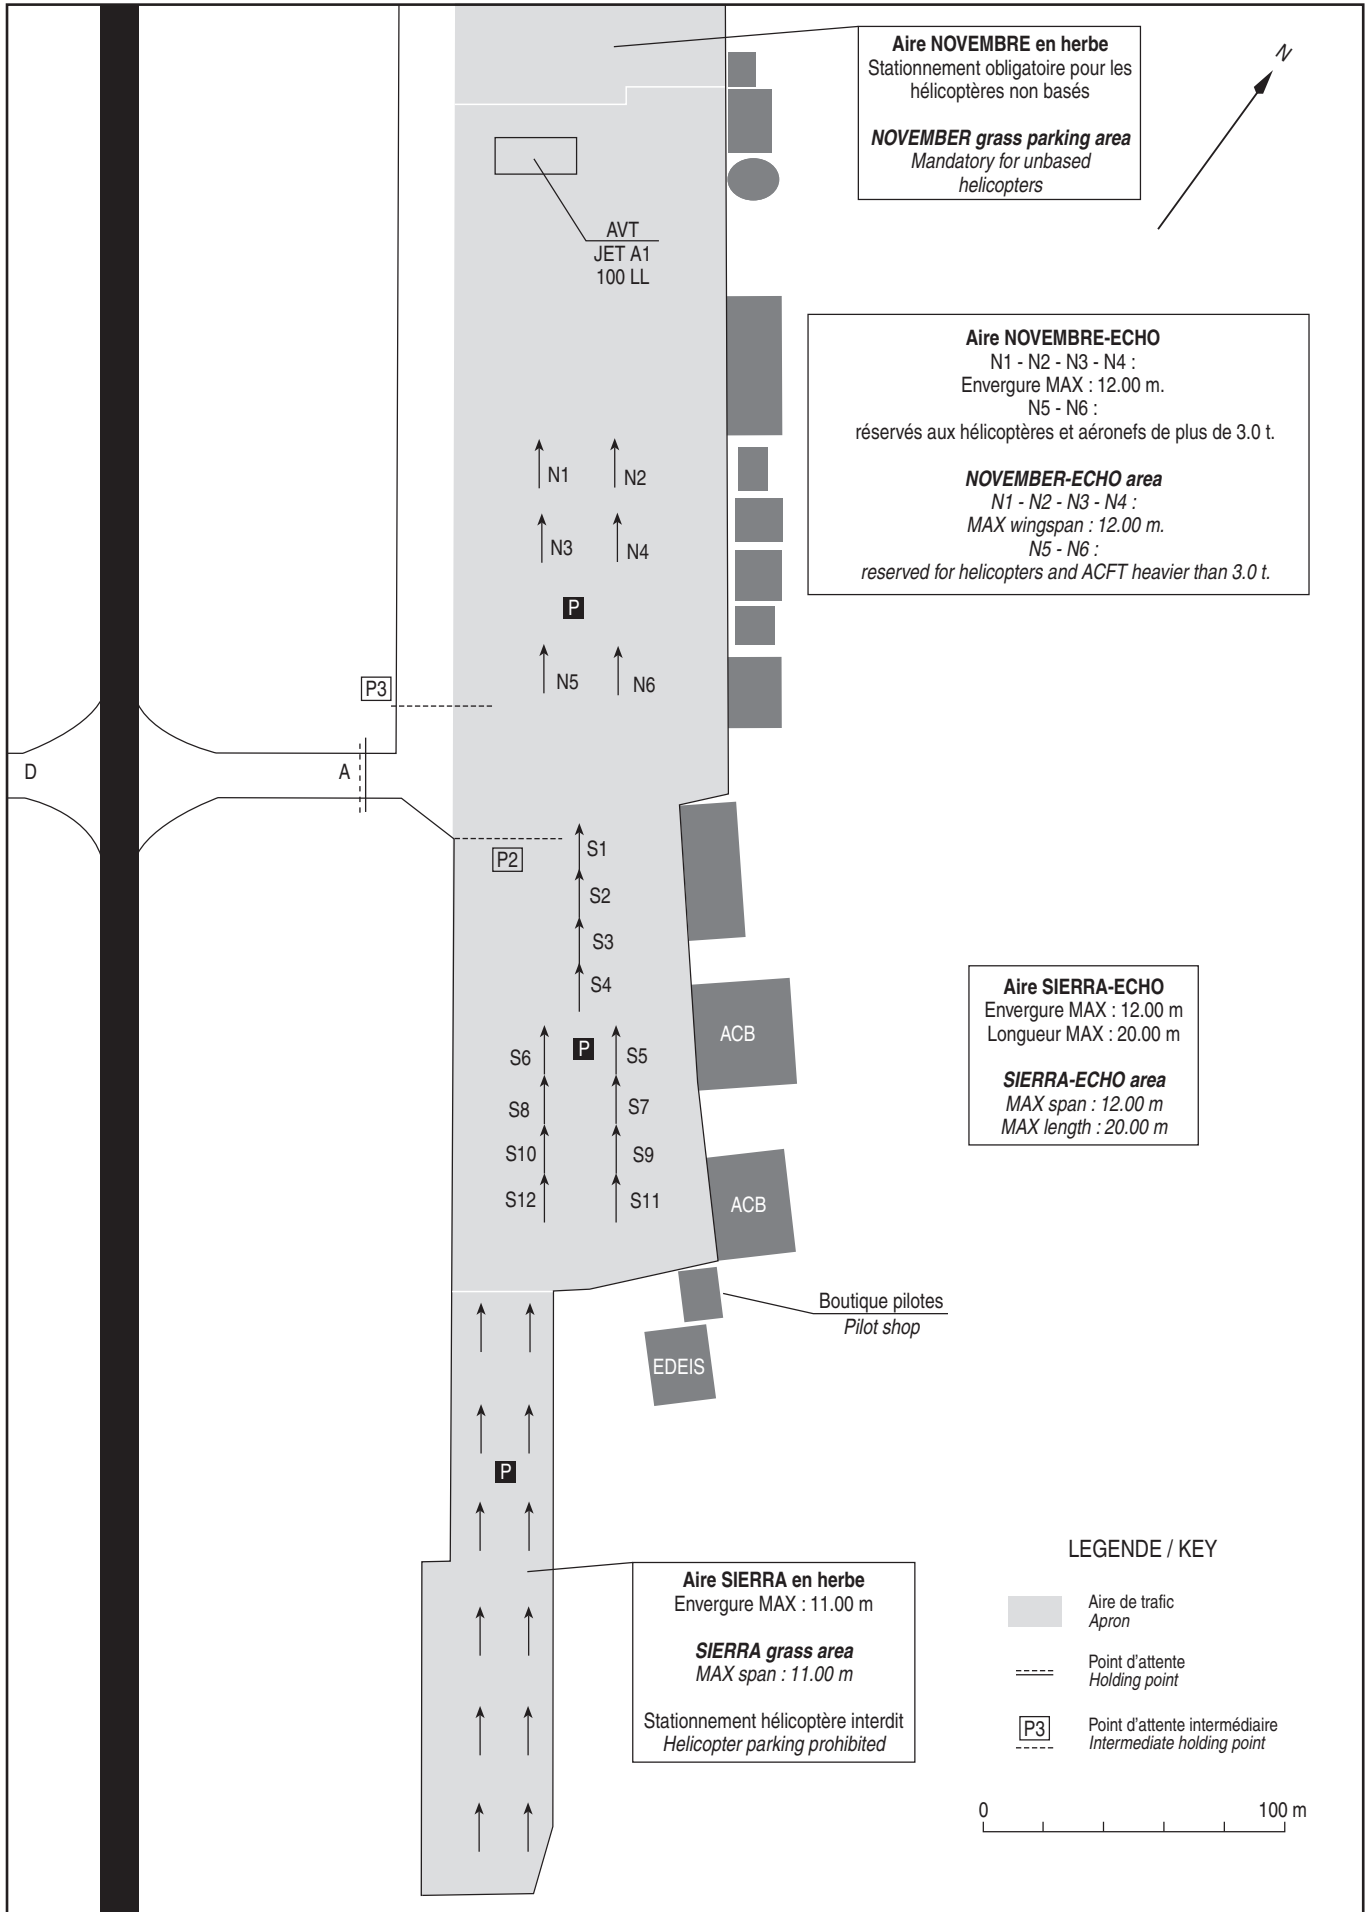 Aire NOVEMBRE en herbe
Stationnement obligatoire pour les
hélicoptères non basés
NOVEMBER grass parking area
Mandatory for unbased
helicopters
N
AVT
JET A1
100 LL
Aire NOVEMBRE-ECHO
N1 - N2 - N3 - N4 :
Envergure MAX : 12.00 m.
N5 - N6 :
réservés aux hélicoptères et aéronefs de plus de 3.0 t.
NOVEMBER-ECHO area
N1 - N2 - N3 - N4 :
MAX wingspan : 12.00 m.
N5 - N6 :
reserved for helicopters and ACFT heavier than 3.0 t.
N1 N2
N3 N4
P
N5 N6
P3
D A
P2
S1
S2
S3
S4
P
S6 S5
S8 S7
S10 S9
S12 S11
ACB
ACB
Aire SIERRA-ECHO
Envergure MAX : 12.00 m
Longueur MAX : 20.00 m
SIERRA-ECHO area
MAX span : 12.00 m
MAX length : 20.00 m
Boutique pilotes
Pilot shop
EDEIS
P
Aire SIERRA en herbe
Envergure MAX : 11.00 m
SIERRA grass area
MAX span : 11.00 m
Stationnement hélicoptère interdit
Helicopter parking prohibited
LEGENDE / KEY
Aire de trafic
Apron
Point d'attente
Holding point
P3
Point d'attente intermédiaire
Intermediate holding point
0 100 m